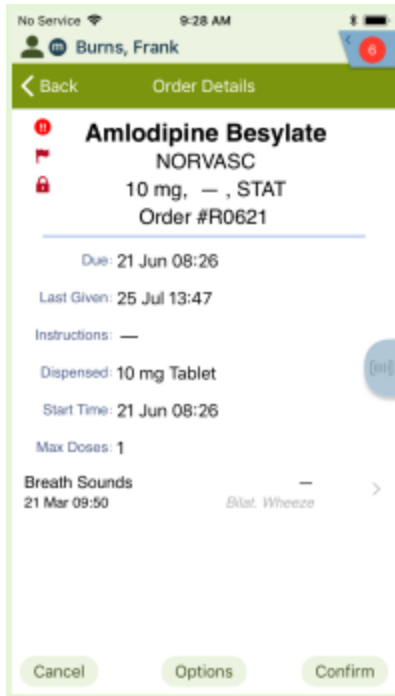 No Service 9:28 AM
m Burns, Frank
6
Back Order Details
!!
Amlodipine Besylate
NORVASC
10 mg, — , STAT
Order #R0621
Due: 21 Jun 08:26
Last Given: 25 Jul 13:47
Instructions: —
Dispensed: 10 mg Tablet
Start Time: 21 Jun 08:26
Max Doses: 1
Breath Sounds —
21 Mar 09:50 Bilat. Wheeze
Cancel Options Confirm